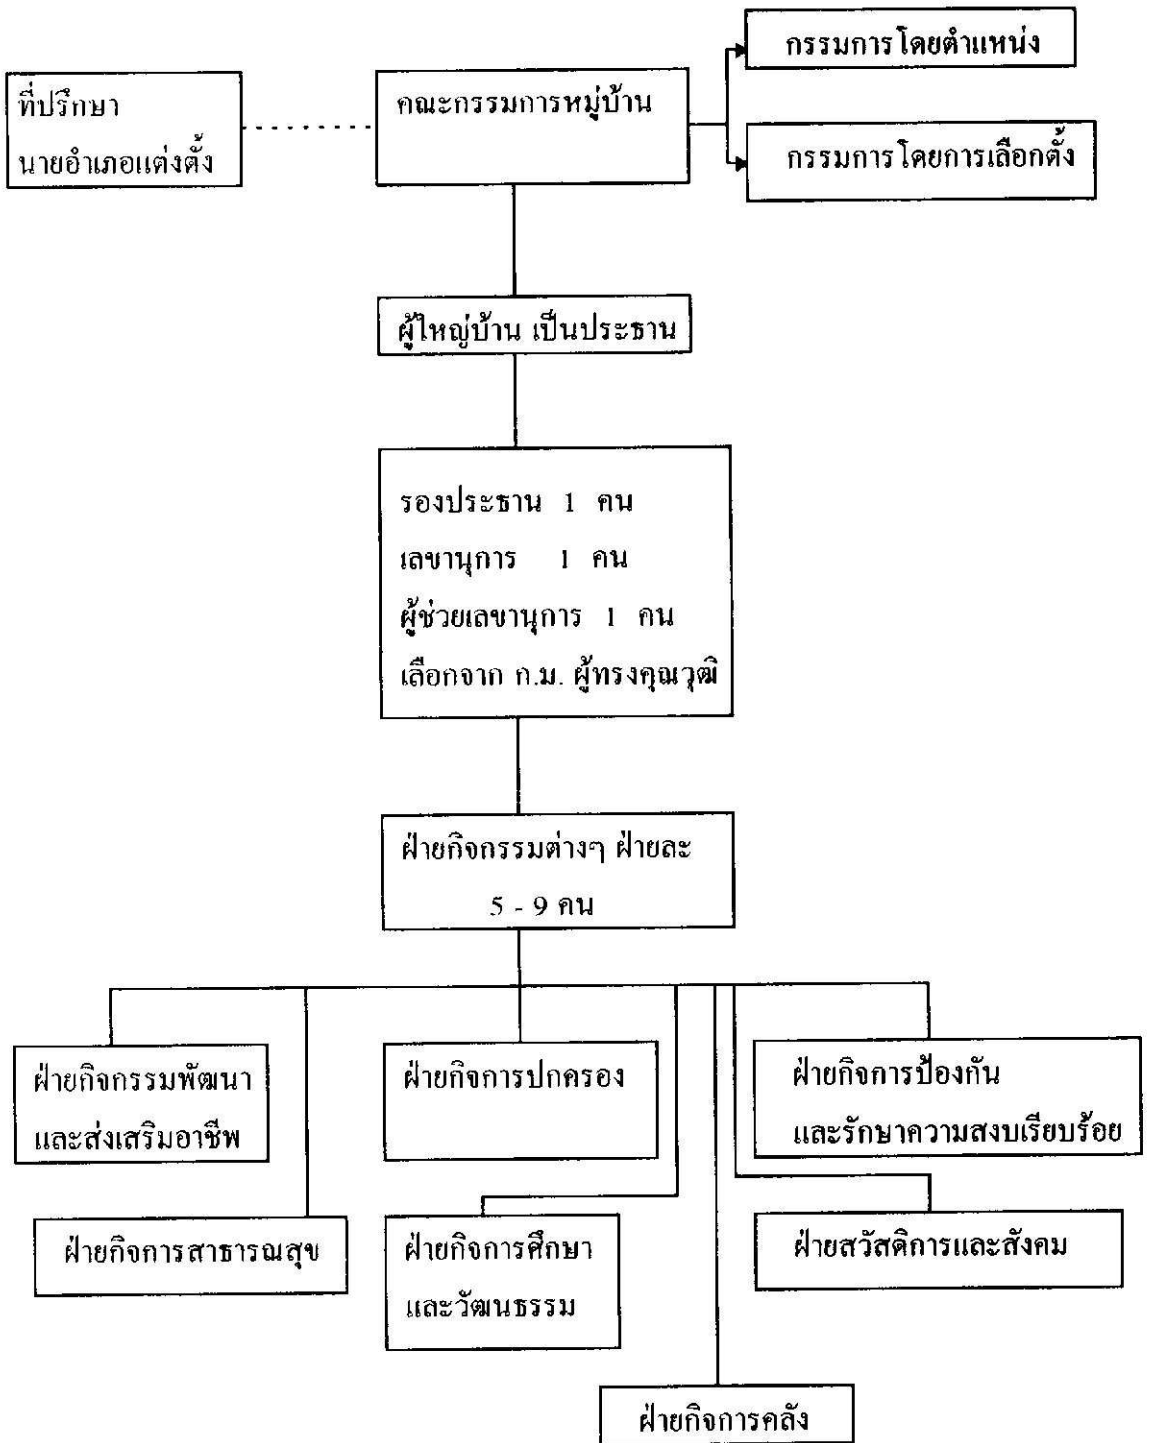 กรรมการโดยตำแหน่ง
ที่ปรึกษา
นายอำเภอแต่งตั้ง
คณะกรรมการหมู่บ้าน
กรรมการโดยการเลือกตั้ง
ผู้ใหญ่บ้าน เป็นประธาน
รองประธาน 1 คน
เลขานุการ 1 คน
ผู้ช่วยเลขานุการ 1 คน
เลือกจาก ก.ม. ผู้ทรงคุณวุฒิ
ฝ่ายกิจกรรมต่างๆ ฝ่ายละ
5 - 9 คน
ฝ่ายกิจกรรมพัฒนา
และส่งเสริมอาชีพ
ฝ่ายกิจการปกครอง
ฝ่ายกิจการป้องกัน
และรักษาความสงบเรียบร้อย
ฝ่ายกิจการสาธารณสุข
ฝ่ายกิจการศึกษา
และวัฒนธรรม
ฝ่ายสวัสดิการและสังคม
ฝ่ายกิจการคลัง